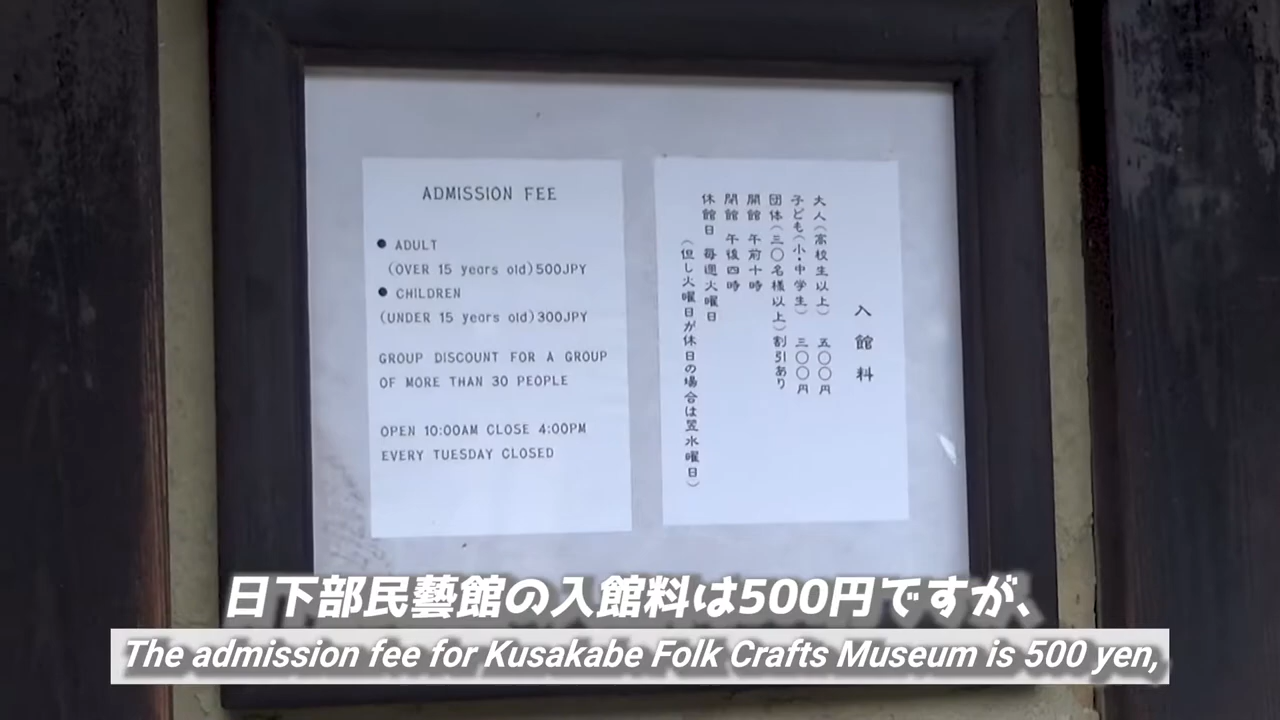 ADMISSION FEE
● ADULT
(OVER 15 years old)500JPY
● CHILDREN
(UNDER 15 years old)300JPY
GROUP DISCOUNT FOR A GROUP
OF MORE THAN 30 PEOPLE
OPEN 10:00AM CLOSE 4:00PM
EVERY TUESDAY CLOSED
入館料
大人(高校生以上) 五〇〇円
子ども(小・中学生) 三〇〇円
団体(三〇名様以上)割引あり
開館 午前十時
閉館 午後四時
休館日 毎週火曜日
(但し火曜日が休日の場合は翌水曜日)
日下部民藝館の入館料は500円ですが、
The admission fee for Kusakabe Folk Crafts Museum is 500 yen,